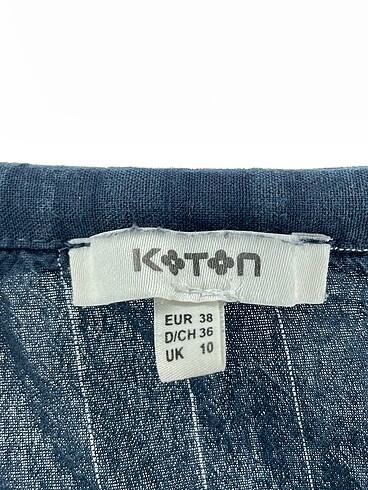 KOTON
EUR 38
D/CH 36
UK 10